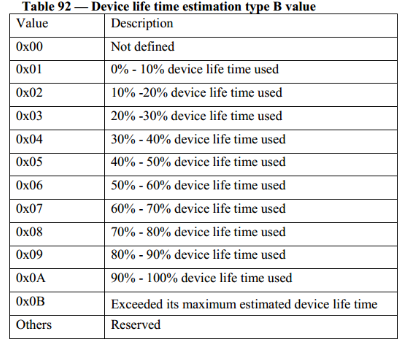 Table 92 — Device life time estimation type B value
Value Description
0x00 Not defined
0x01 0% - 10% device life time used
0x02 10% -20% device life time used
0x03 20% -30% device life time used
0x04 30% - 40% device life time used
0x05 40% - 50% device life time used
0x06 50% - 60% device life time used
0x07 60% - 70% device life time used
0x08 70% - 80% device life time used
0x09 80% - 90% device life time used
0x0A 90% - 100% device life time used
0x0B Exceeded its maximum estimated device life time
Others Reserved